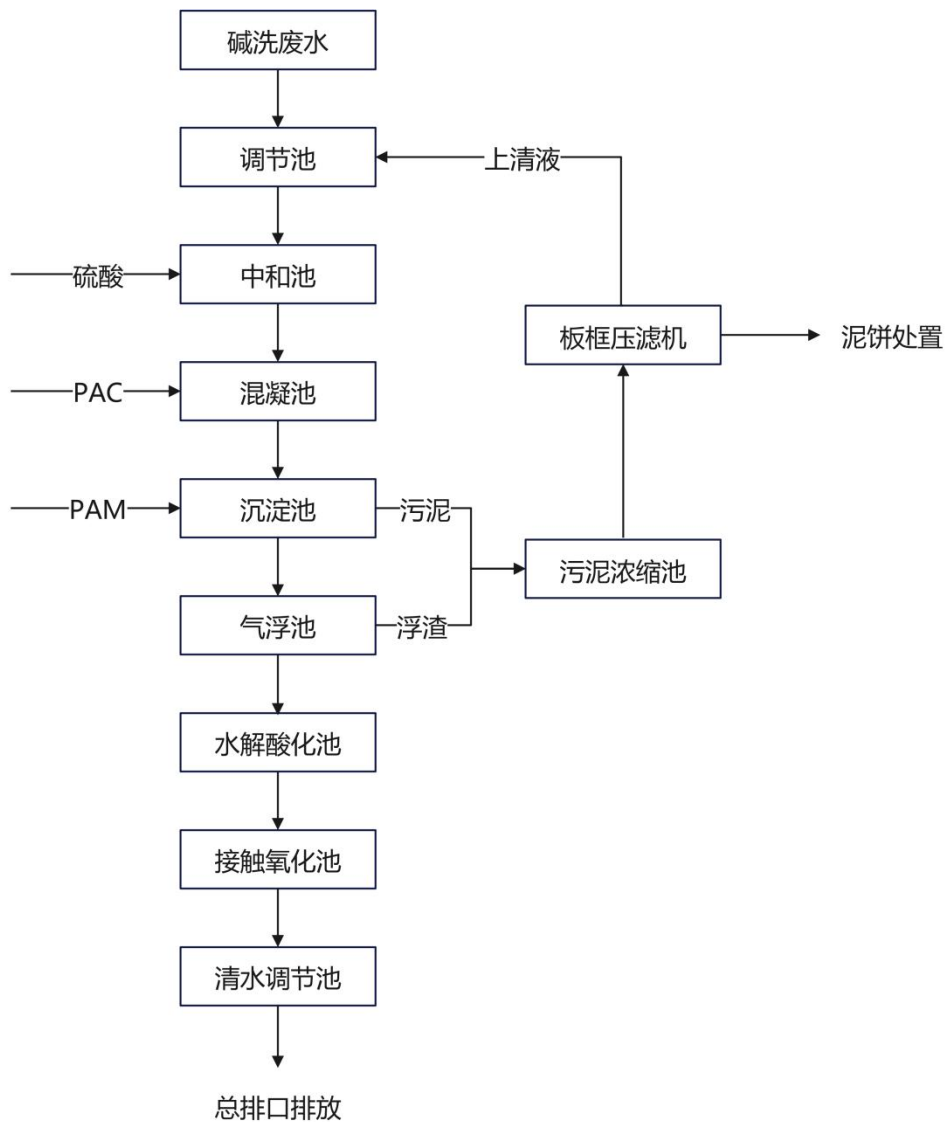 碱洗废水
调节池
上清液
硫酸
中和池
板框压滤机
泥饼处置
PAC
混凝池
PAM
沉淀池
污泥
污泥浓缩池
气浮池
浮渣
水解酸化池
接触氧化池
清水调节池
总排口排放